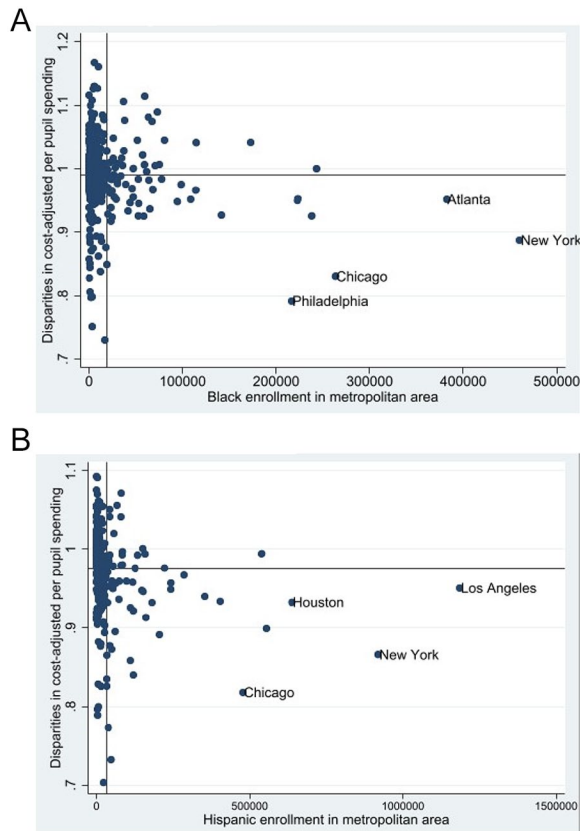 A
Disparities in cost-adjusted per pupil spending
1.2
1.1
1
.9
.8
.7
Atlanta
New York
Chicago
Philadelphia
0 100000 200000 300000 400000 500000
Black enrollment in metropolitan area
B
Disparities in cost-adjusted per pupil spending
1.1
1
.9
.8
.7
Los Angeles
Houston
New York
Chicago
0 500000 1000000 1500000
Hispanic enrollment in metropolitan area